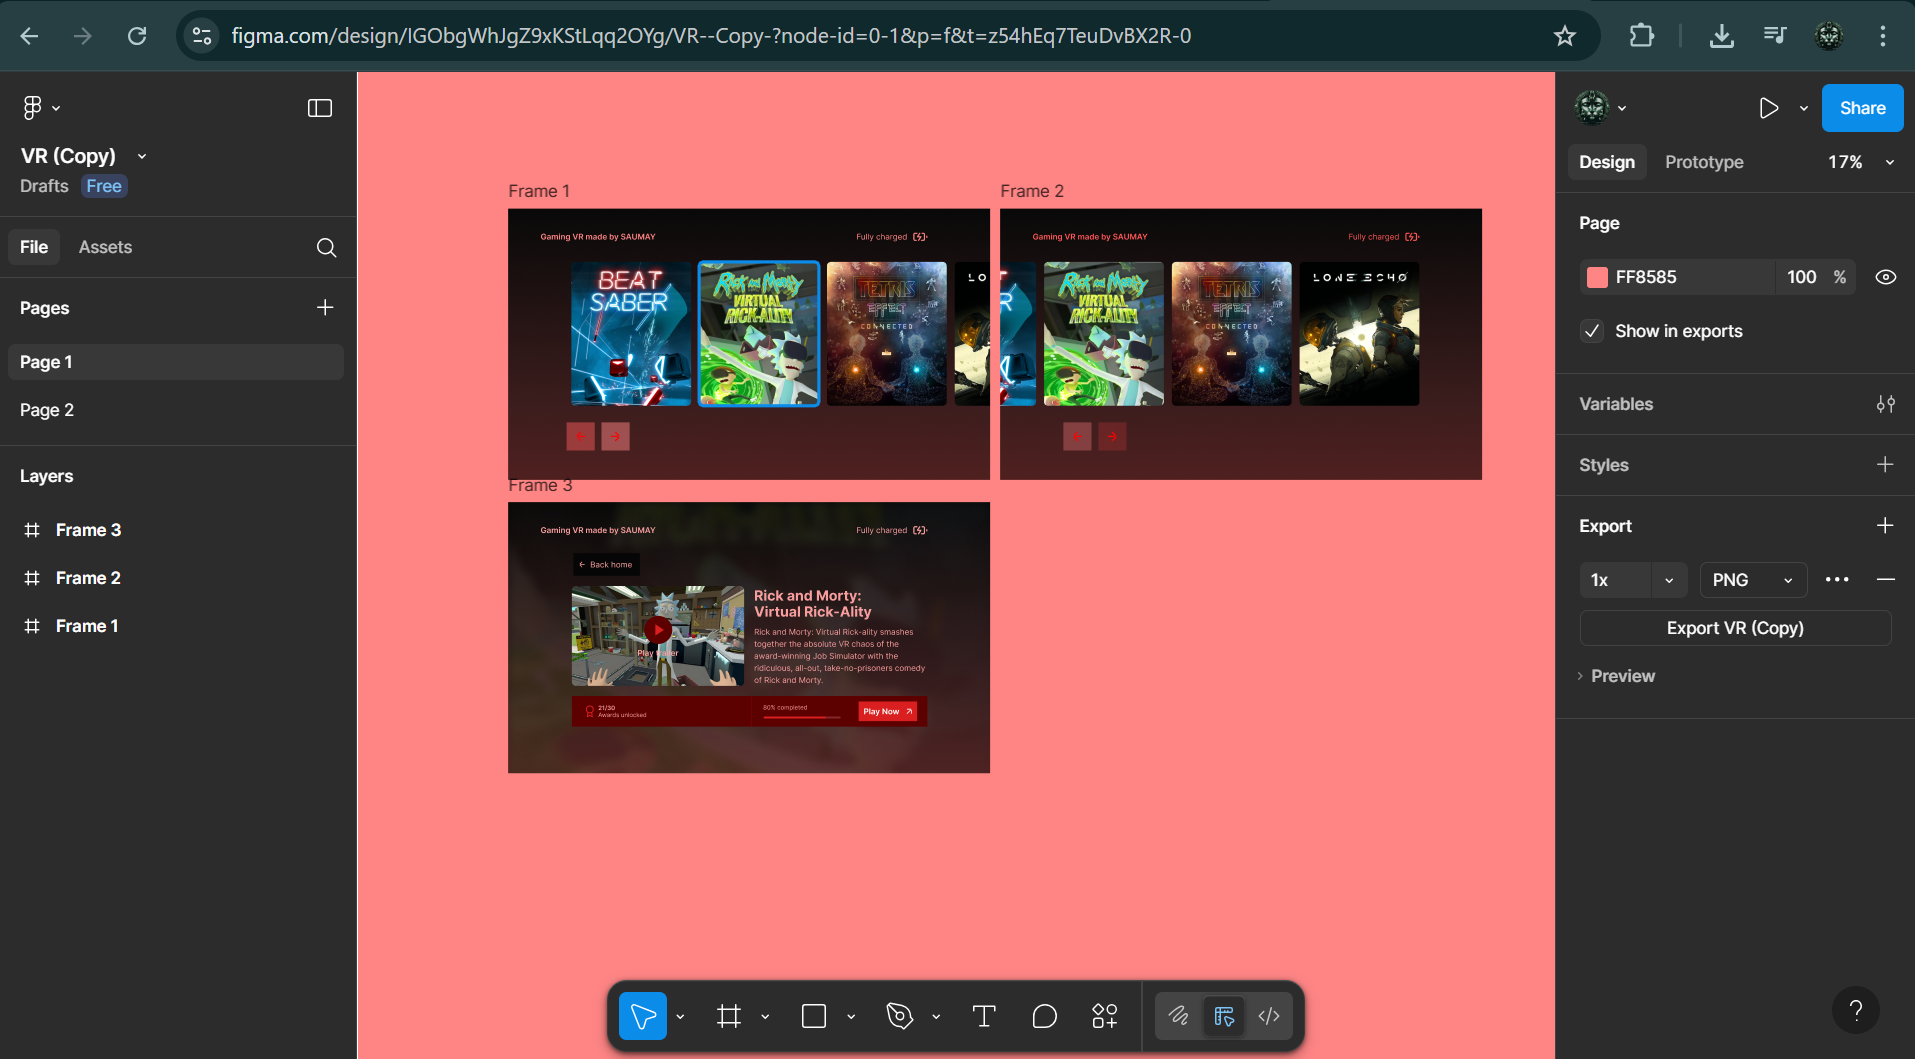 figma.com/design/IGObgWhJgZ9xKStLqq2OYg/VR--Copy-?node-id=0-1&p=f&t=z54hEq7TeuDvBX2R-0
VR (Copy)
Drafts Free
File Assets
Pages
Page 1
Page 2
Layers
Frame 3
Frame 2
Frame 1
Frame 1
Gaming VR made by SAUMAY
Fully charged
BEAT
SABER
Rick and Morty
VIRTUAL
RICK-ALITY
TETRIS
EFFECT
CONNECTED
LO
Frame 2
Gaming VR made by SAUMAY
Fully charged
R
Rick and Morty
VIRTUAL
RICK-ALITY
TETRIS
EFFECT
CONNECTED
LONE ECHO
Frame 3
Gaming VR made by SAUMAY
Fully charged
Back home
Play trailer
Rick and Morty:
Virtual Rick-Ality
Rick and Morty: Virtual Rick-ality smashes
together the absolute VR chaos of the
award-winning Job Simulator with the
ridiculous, all-out, take-no-prisoners comedy
of Rick and Morty.
21/30
Awards unlocked
80% completed
Play Now
Share
Design Prototype 17%
Page
FF8585 100 %
Show in exports
Variables
Styles
Export
1x PNG
Export VR (Copy)
Preview
?